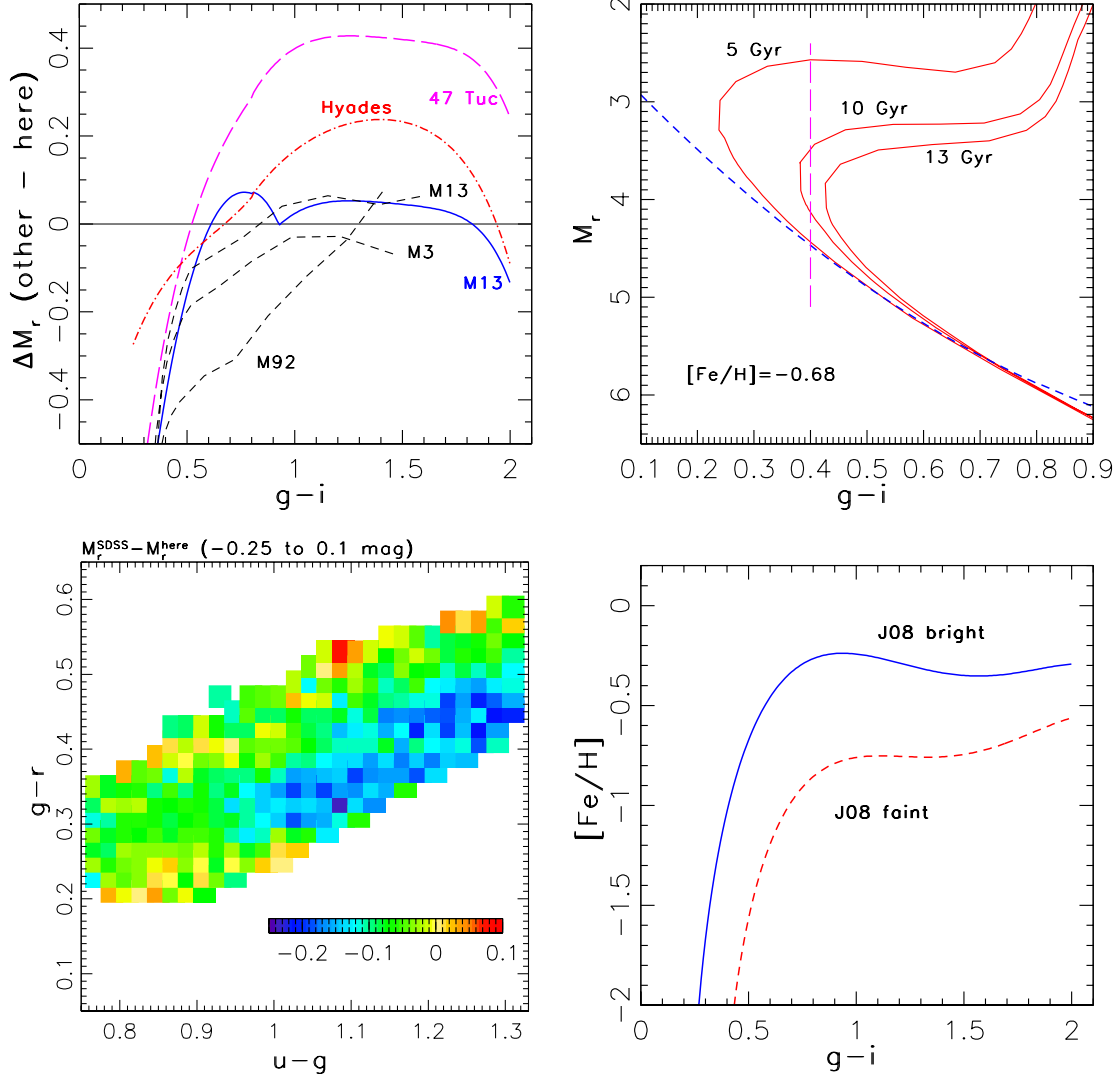 ΔM_r (other − here)
0.4
0.2
0
−0.2
−0.4
47 Tuc
Hyades
M13
M3
M13
M92
0 0.5 1 1.5 2
g−i
M_r
2
3
4
5
6
5 Gyr
10 Gyr
13 Gyr
[Fe/H]=−0.68
0.1 0.2 0.3 0.4 0.5 0.6 0.7 0.8 0.9
g−i
M_r^SDSS−M_r^here (−0.25 to 0.1 mag)
g−r
0.6
0.5
0.4
0.3
0.2
0.1
−0.2 −0.1 0 0.1
0.8 0.9 1 1.1 1.2 1.3
u−g
[Fe/H]
0
−0.5
−1
−1.5
−2
J08 bright
J08 faint
0 0.5 1 1.5 2
g−i